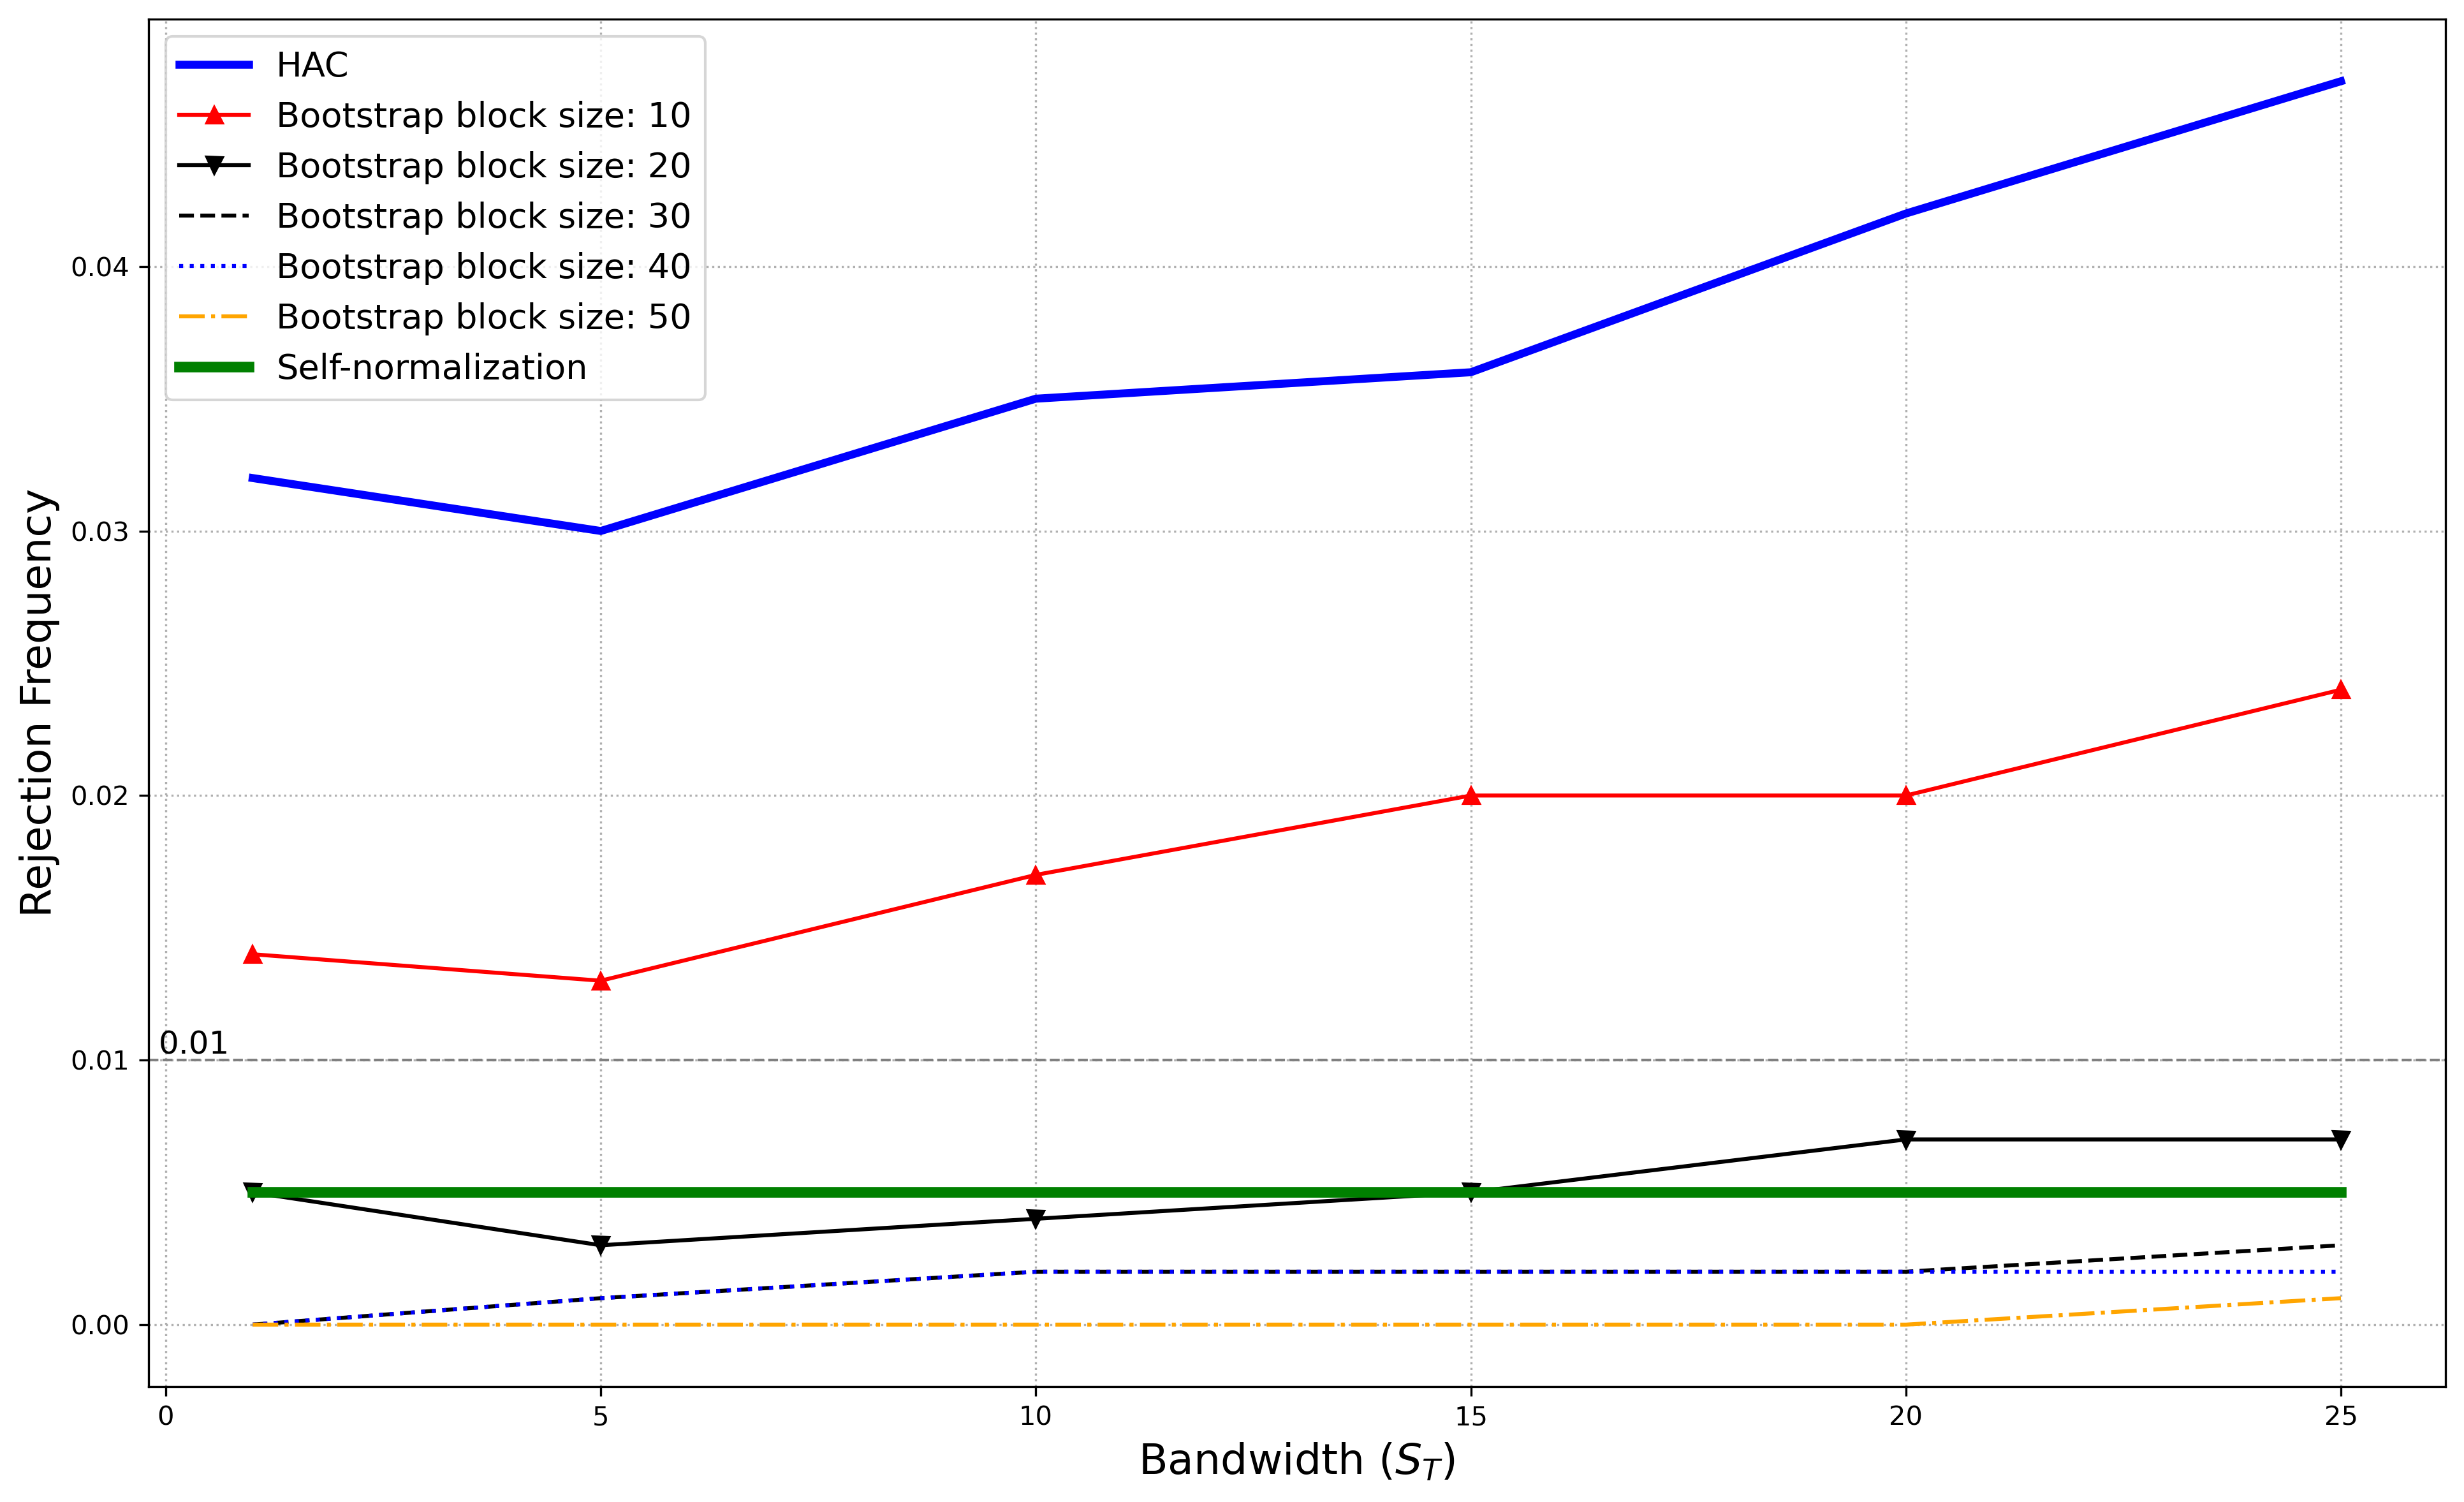 HAC
Bootstrap block size: 10
Bootstrap block size: 20
Bootstrap block size: 30
Bootstrap block size: 40
Bootstrap block size: 50
Self-normalization
Rejection Frequency
0.04
0.03
0.02
0.01
0.00
0.01
0
5
10
15
20
25
Bandwidth (S_T)